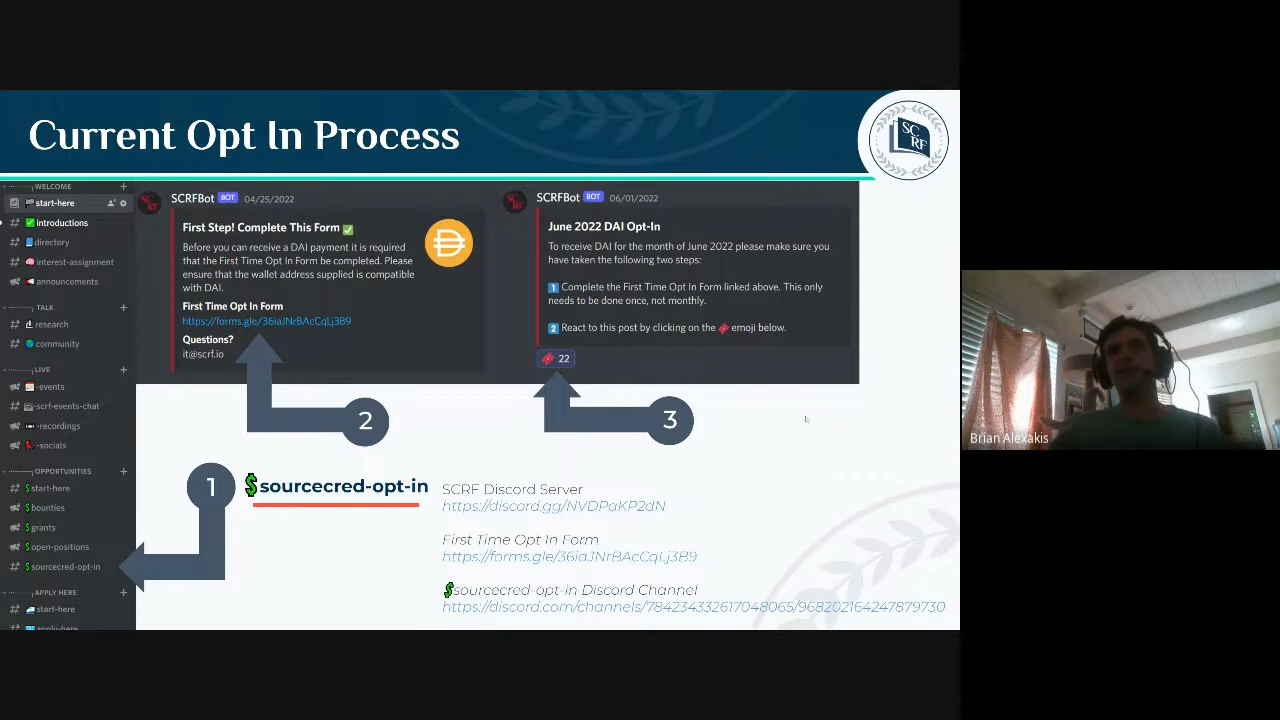 Current Opt In Process
SC
RF
WELCOME
start-here
introductions
directory
interest-assignment
announcements
TALK
research
community
LIVE
-events
-scrf-events-chat
-recordings
-socials
OPPORTUNITIES
start-here
bounties
grants
open-positions
sourcecred-opt-in
APPLY HERE
start-here
apply-here
SCRFBot BOT 04/25/2022
First Step! Complete This Form
Before you can receive a DAI payment it is required
that the First Time Opt In Form be completed. Please
ensure that the wallet address supplied is compatible
with DAI.
First Time Opt In Form
https://forms.gle/36iaJNrBAcCqLj3B9
Questions?
it@scrf.io
SCRFBot BOT 06/01/2022
June 2022 DAI Opt-In
To receive DAI for the month of June 2022 please make sure you
have taken the following two steps:
1 Complete the First Time Opt In Form linked above. This only
needs to be done once, not monthly.
2 React to this post by clicking on the emoji below.
22
2
3
1
$sourcecred-opt-in
SCRF Discord Server
https://discord.gg/NVDPaKP2dN
First Time Opt In Form
https://forms.gle/36iaJNrBAcCqLj3B9
$sourcecred-opt-in Discord Channel
https://discord.com/channels/784234332617048065/968202164247879730
Brian Alexakis